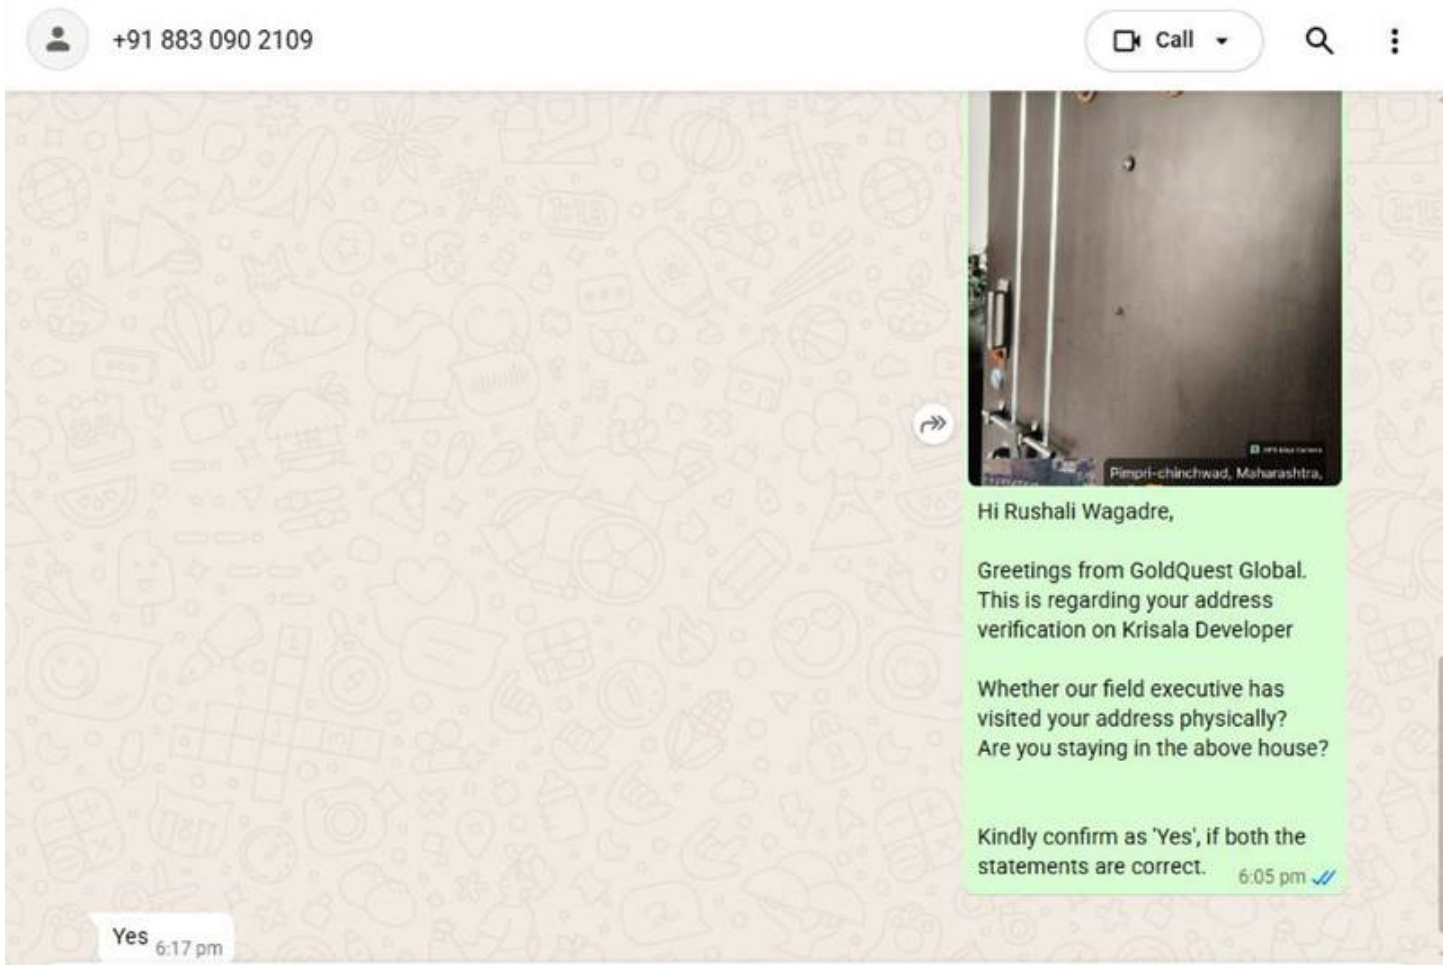 +91 883 090 2109
Call
Pimpri-chinchwad, Maharashtra,
Hi Rushali Wagadre,
Greetings from GoldQuest Global.
This is regarding your address
verification on Krisala Developer
Whether our field executive has
visited your address physically?
Are you staying in the above house?
Kindly confirm as 'Yes', if both the
statements are correct.
6:05 pm
Yes
6:17 pm